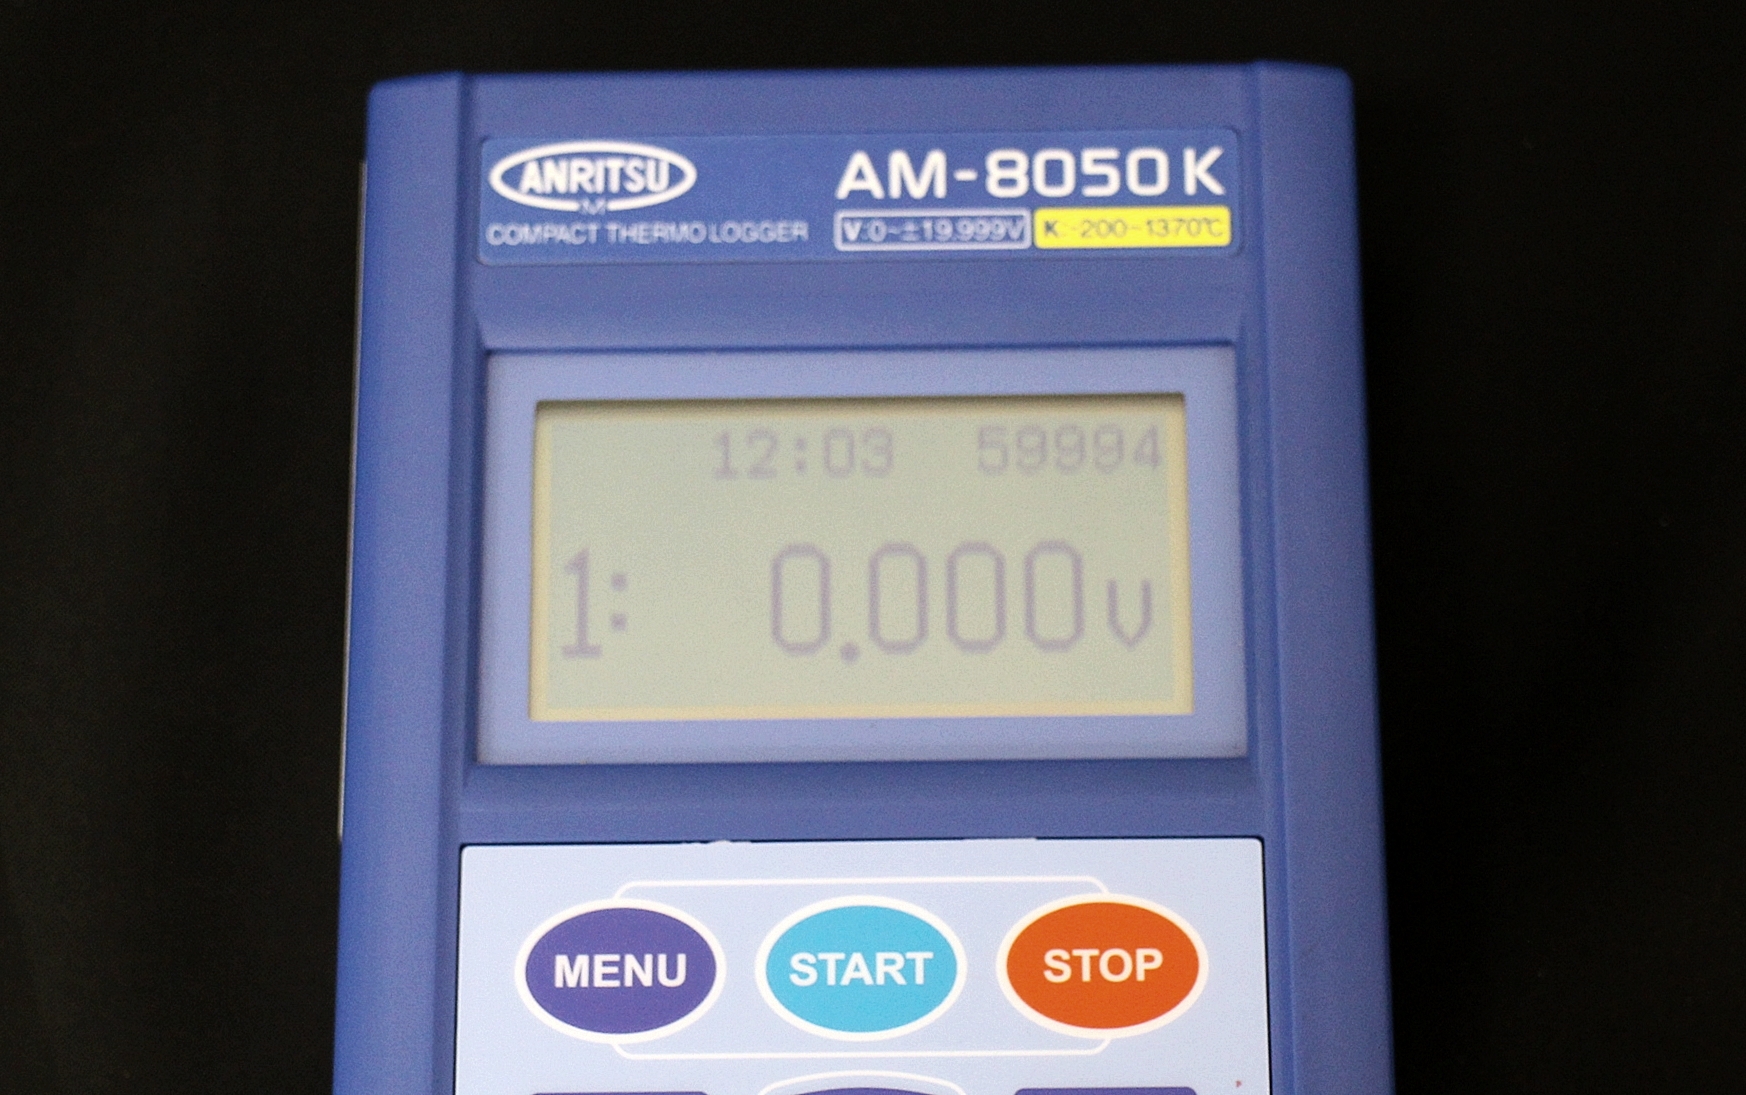 ANRITSU
M
AM-8050K
COMPACT THERMO LOGGER
V:0~±19.999V
K:-200~1370℃
12:03 59994
1: 0.000v
MENU
START
STOP